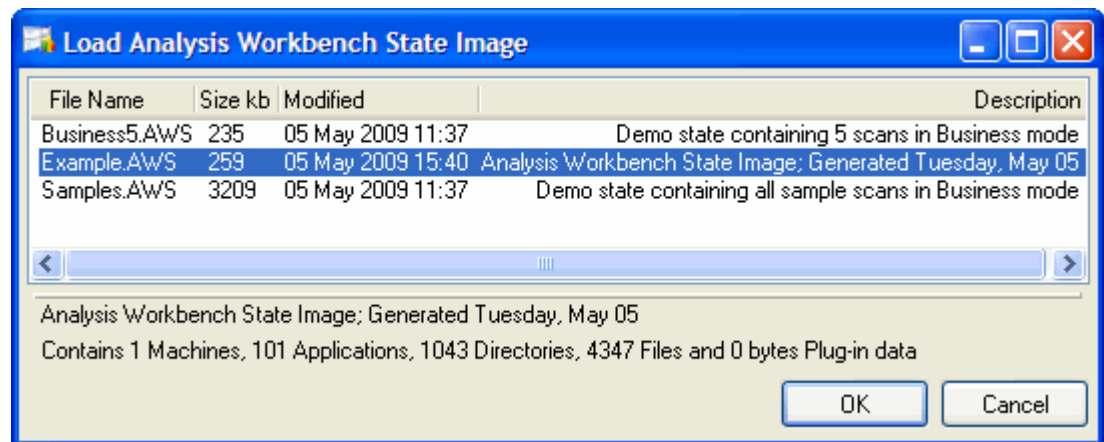 Load Analysis Workbench State Image
File Name Size kb Modified Description
Business5.AWS 235 05 May 2009 11:37 Demo state containing 5 scans in Business mode
Example.AWS 259 05 May 2009 15:40 Analysis Workbench State Image; Generated Tuesday, May 05
Samples.AWS 3209 05 May 2009 11:37 Demo state containing all sample scans in Business mode
Analysis Workbench State Image; Generated Tuesday, May 05
Contains 1 Machines, 101 Applications, 1043 Directories, 4347 Files and 0 bytes Plug-in data
OK Cancel